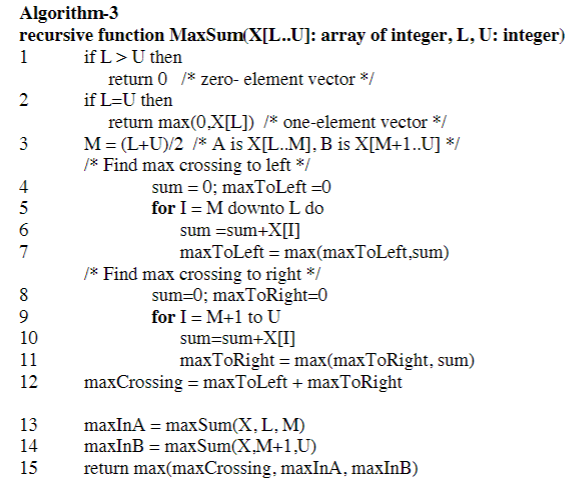 Algorithm-3
recursive function MaxSum(X[L..U]: array of integer, L, U: integer)
1 if L > U then
return 0 /* zero- element vector */
2 if L=U then
return max(0,X[L]) /* one-element vector */
3 M = (L+U)/2 /* A is X[L..M], B is X[M+1..U] */
/* Find max crossing to left */
4 sum = 0; maxToLeft =0
5 for I = M downto L do
6 sum =sum+X[I]
7 maxToLeft = max(maxToLeft,sum)
/* Find max crossing to right */
8 sum=0; maxToRight=0
9 for I = M+1 to U
10 sum=sum+X[I]
11 maxToRight = max(maxToRight, sum)
12 maxCrossing = maxToLeft + maxToRight
13 maxInA = maxSum(X, L, M)
14 maxInB = maxSum(X,M+1,U)
15 return max(maxCrossing, maxInA, maxInB)